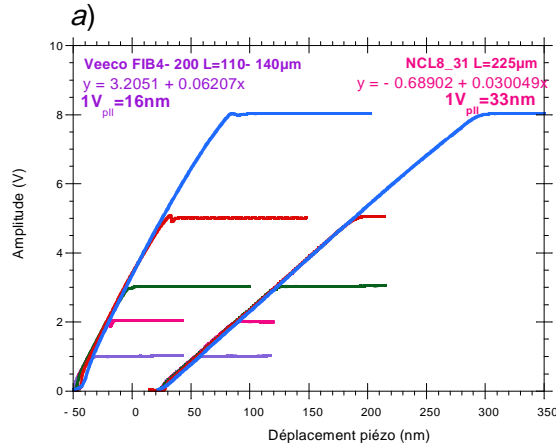 a)
Veeco FIB4- 200 L=110- 140µm
y = 3.2051 + 0.06207x
1V pll =16nm
NCL8_31 L=225µm
y = - 0.68902 + 0.030049x
1V pll =33nm
10
8
6
4
2
0
Amplitude (V)
- 50 0 50 100 150 200 250 300 350
Déplacement piézo (nm)